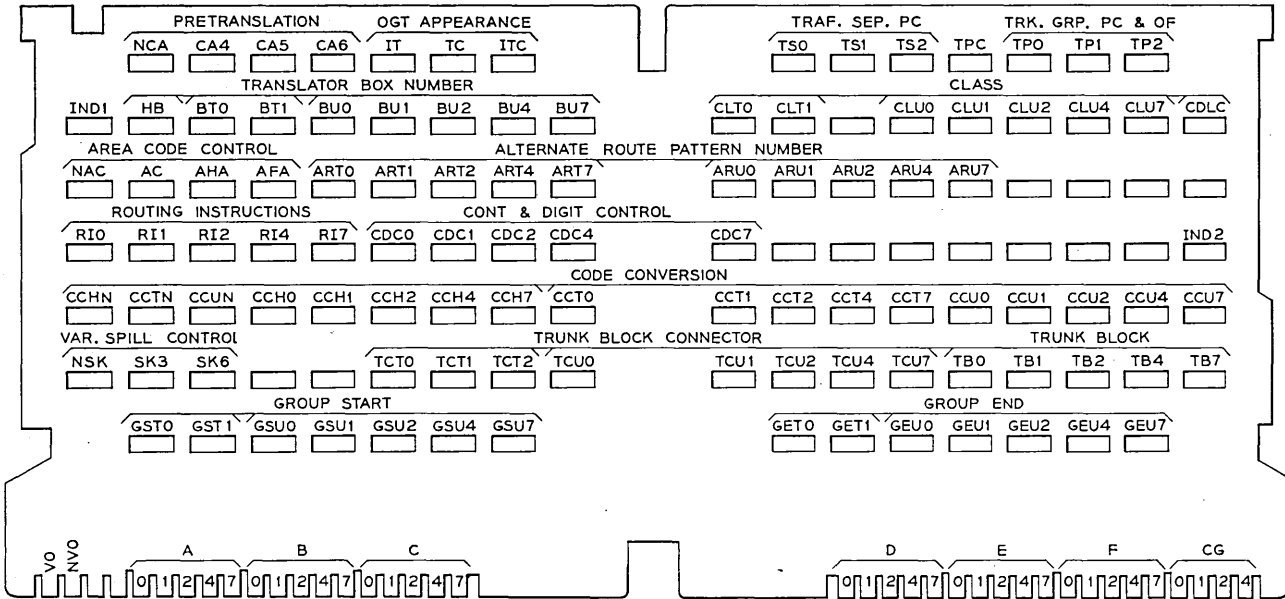 PRETRANSLATION OGT APPEARANCE TRAF. SEP. PC TRK. GRP. PC & OF
NCA CA4 CA5 CA6 IT TC ITC TS0 TS1 TS2 TPC TP0 TP1 TP2
TRANSLATOR BOX NUMBER CLASS
IND1 HB BT0 BT1 BU0 BU1 BU2 BU4 BU7 CLT0 CLT1 CLU0 CLU1 CLU2 CLU4 CLU7 CDLC
AREA CODE CONTROL ALTERNATE ROUTE PATTERN NUMBER
NAC AC AHA AFA ART0 ART1 ART2 ART4 ART7 ARU0 ARU1 ARU2 ARU4 ARU7
ROUTING INSTRUCTIONS CONT & DIGIT CONTROL
RI0 RI1 RI2 RI4 RI7 CDC0 CDC1 CDC2 CDC4 CDC7 IND2
CODE CONVERSION
CCHN CCTN CCUN CCH0 CCH1 CCH2 CCH4 CCH7 CCT0 CCT1 CCT2 CCT4 CCT7 CCU0 CCU1 CCU2 CCU4 CCU7
VAR. SPILL CONTROL TRUNK BLOCK CONNECTOR TRUNK BLOCK
NSK SK3 SK6 TCT0 TCT1 TCT2 TCU0 TCU1 TCU2 TCU4 TCU7 TB0 TB1 TB2 TB4 TB7
GROUP START GROUP END
GST0 GST1 GSU0 GSU1 GSU2 GSU4 GSU7 GET0 GET1 GEU0 GEU1 GEU2 GEU4 GEU7
VO NVO A B C D E F CG
0 1 2 4 7 0 1 2 4 7 0 1 2 4 7 0 1 2 4 7 0 1 2 4 7 0 1 2 4 7 0 1 2 4